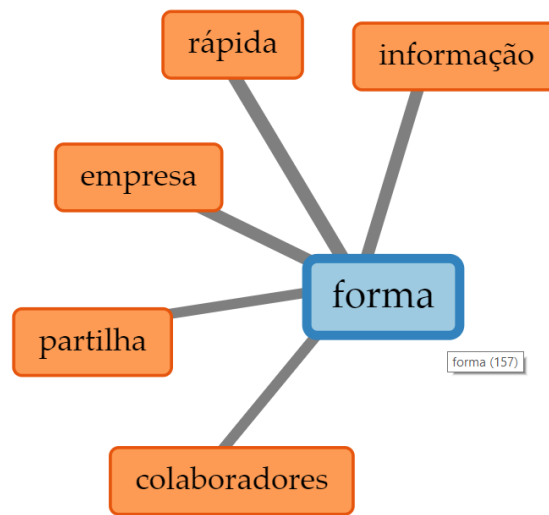 rápida
informação
empresa
forma
partilha
forma (157)
colaboradores